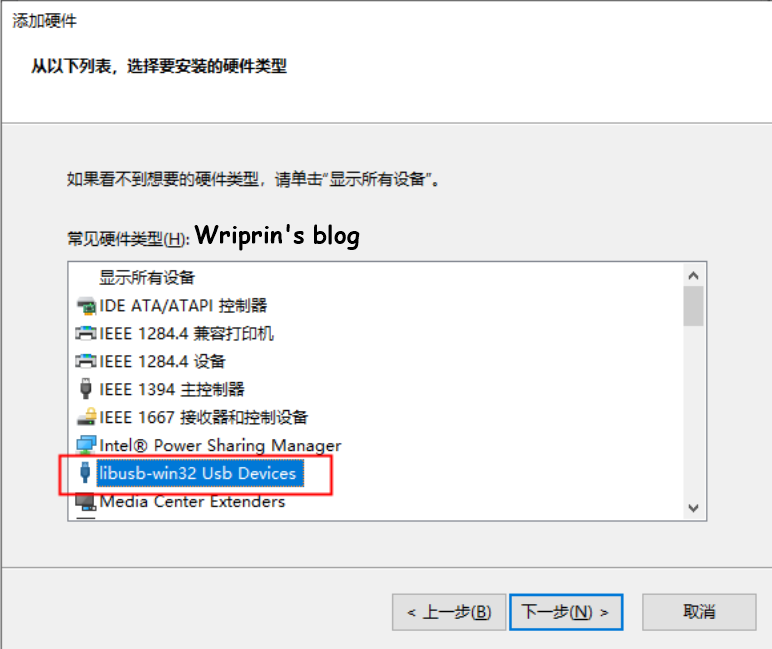 添加硬件
从以下列表，选择要安装的硬件类型
如果看不到想要的硬件类型，请单击“显示所有设备”。
常见硬件类型(H): Wriprin's blog
显示所有设备
IDE ATA/ATAPI 控制器
IEEE 1284.4 兼容打印机
IEEE 1284.4 设备
IEEE 1394 主控制器
IEEE 1667 接收器和控制设备
Intel® Power Sharing Manager
libusb-win32 Usb Devices
Media Center Extenders
< 上一步(B) 下一步(N) > 取消